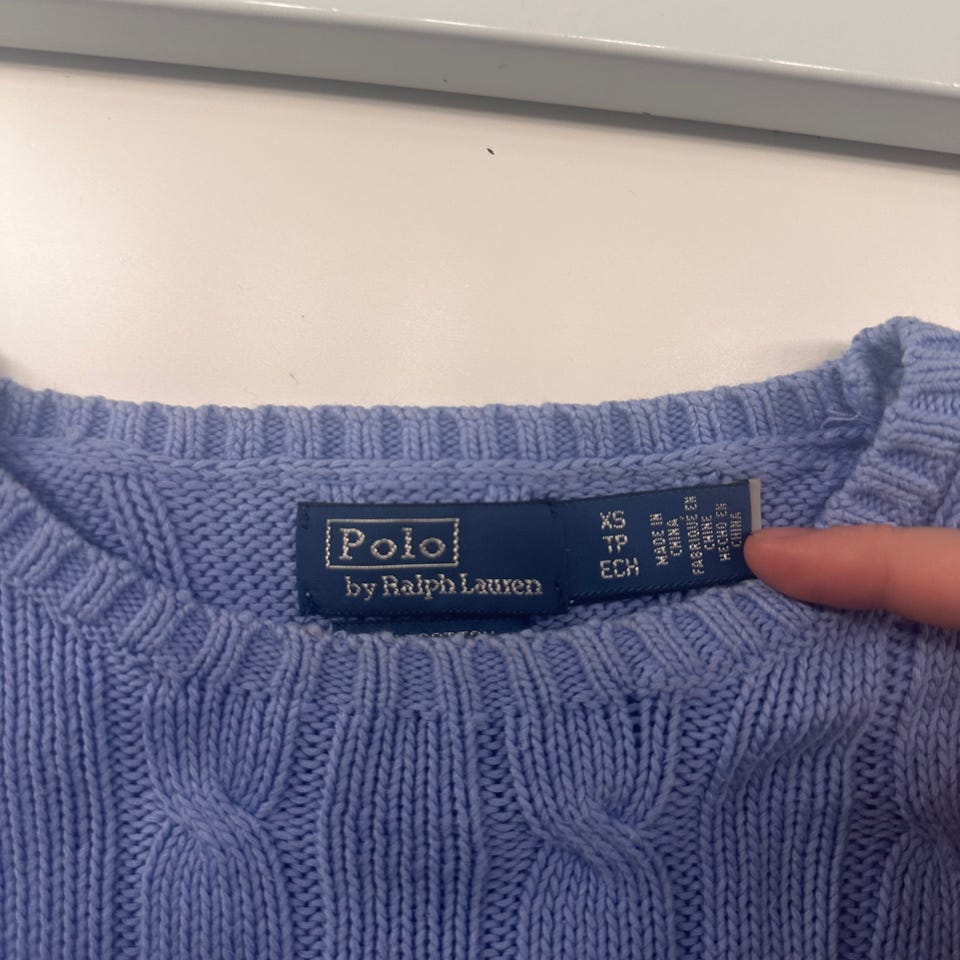 Polo
by Ralph Lauren
XS
TP
ECH
MADE IN
CHINA
FABRIQUE EN
CHINE
HECHO EN
CHINA